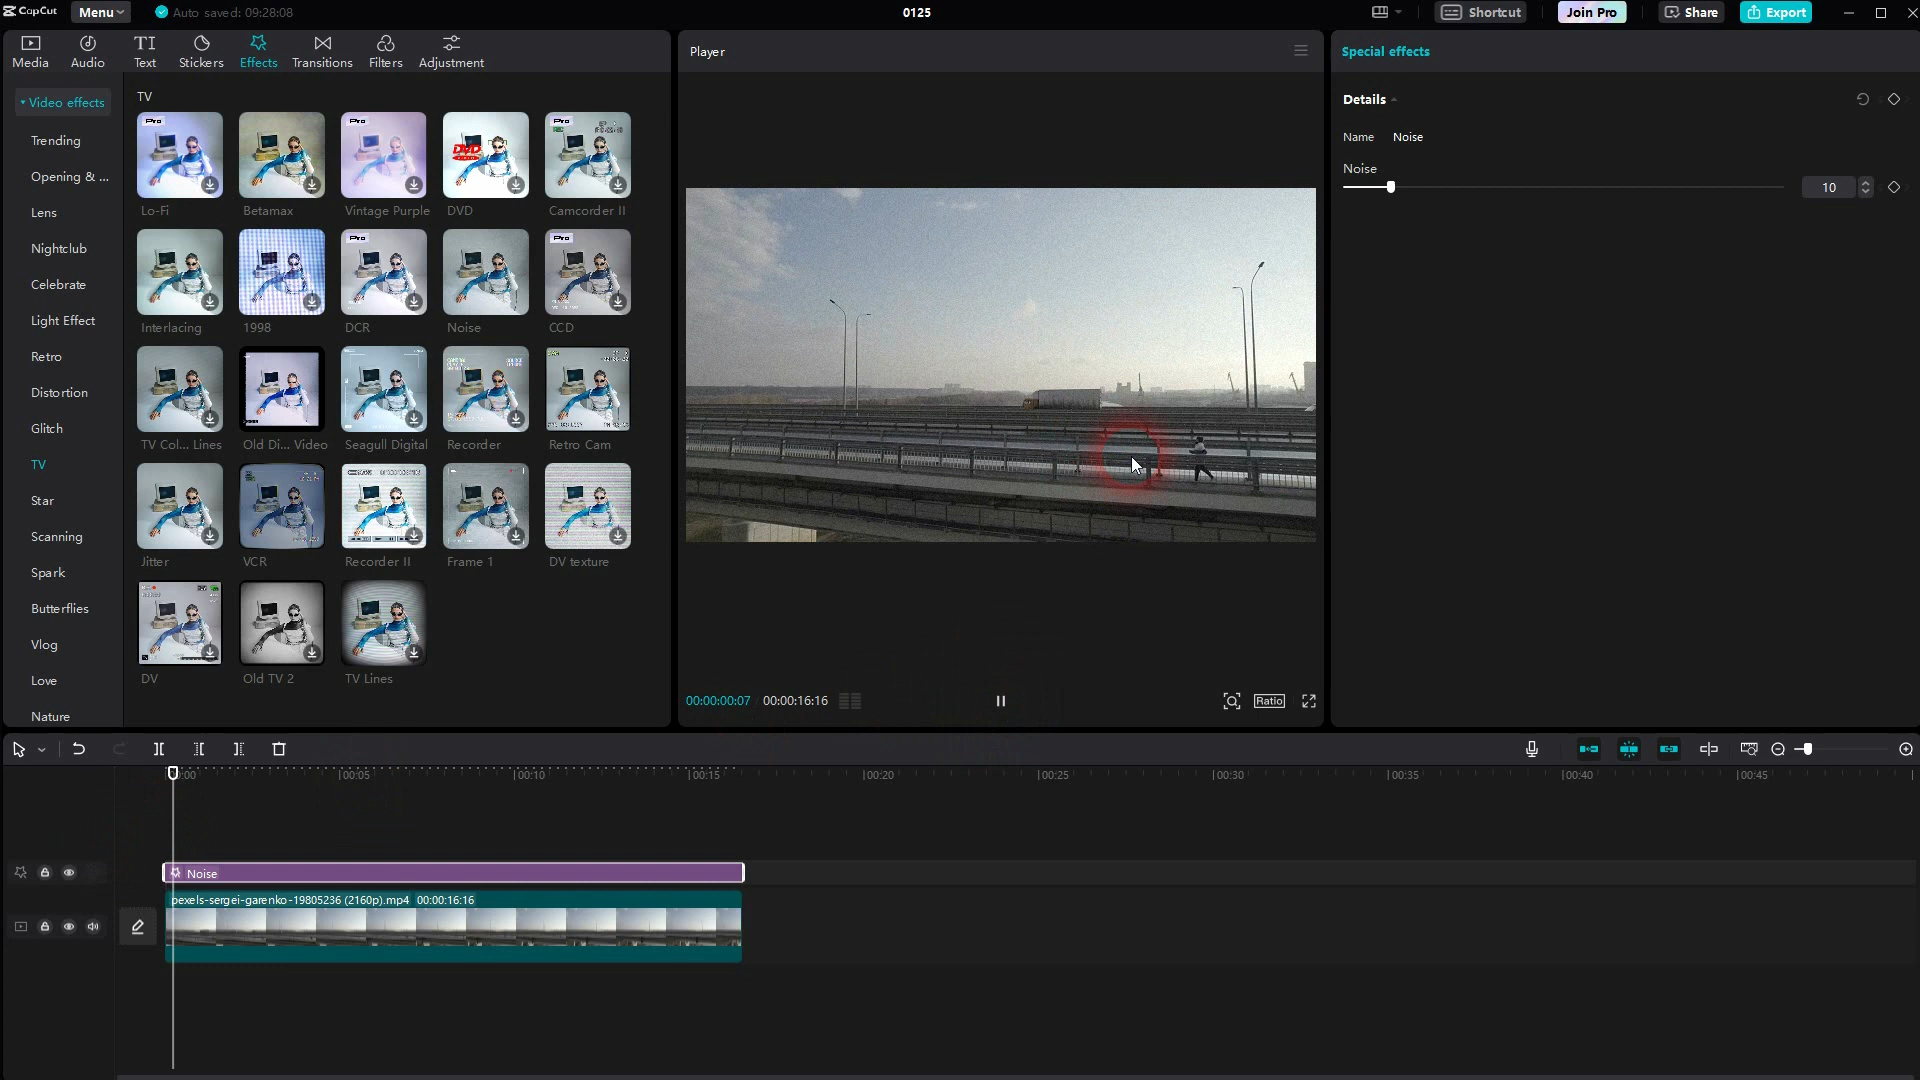 CapCut Menu Auto saved: 09:28:08 0125 Shortcut Join Pro Share Export
Media Audio Text Stickers Effects Transitions Filters Adjustment
Video effects
Trending
Opening & ...
Lens
Nightclub
Celebrate
Light Effect
Retro
Distortion
Glitch
TV
Star
Scanning
Spark
Butterflies
Vlog
Love
Nature
TV
Pro Pro DVD Pro
Lo-Fi Betamax Vintage Purple DVD Camcorder II
Pro Pro
Interlacing 1998 DCR Noise CCD
TV Col... Lines Old Di... Video Seagull Digital Recorder Retro Cam
Jitter VCR Recorder II Frame 1 DV texture
DV Old TV 2 TV Lines
Player
00:00:00:07 00:00:16:16 Ratio
Special effects
Details
Name Noise
Noise
10
00:00 00:05 00:10 00:15 00:20 00:25 00:30 00:35 00:40 00:45
Noise
pexels-sergei-garenko-19805236 (2160p).mp4 00:00:16:16